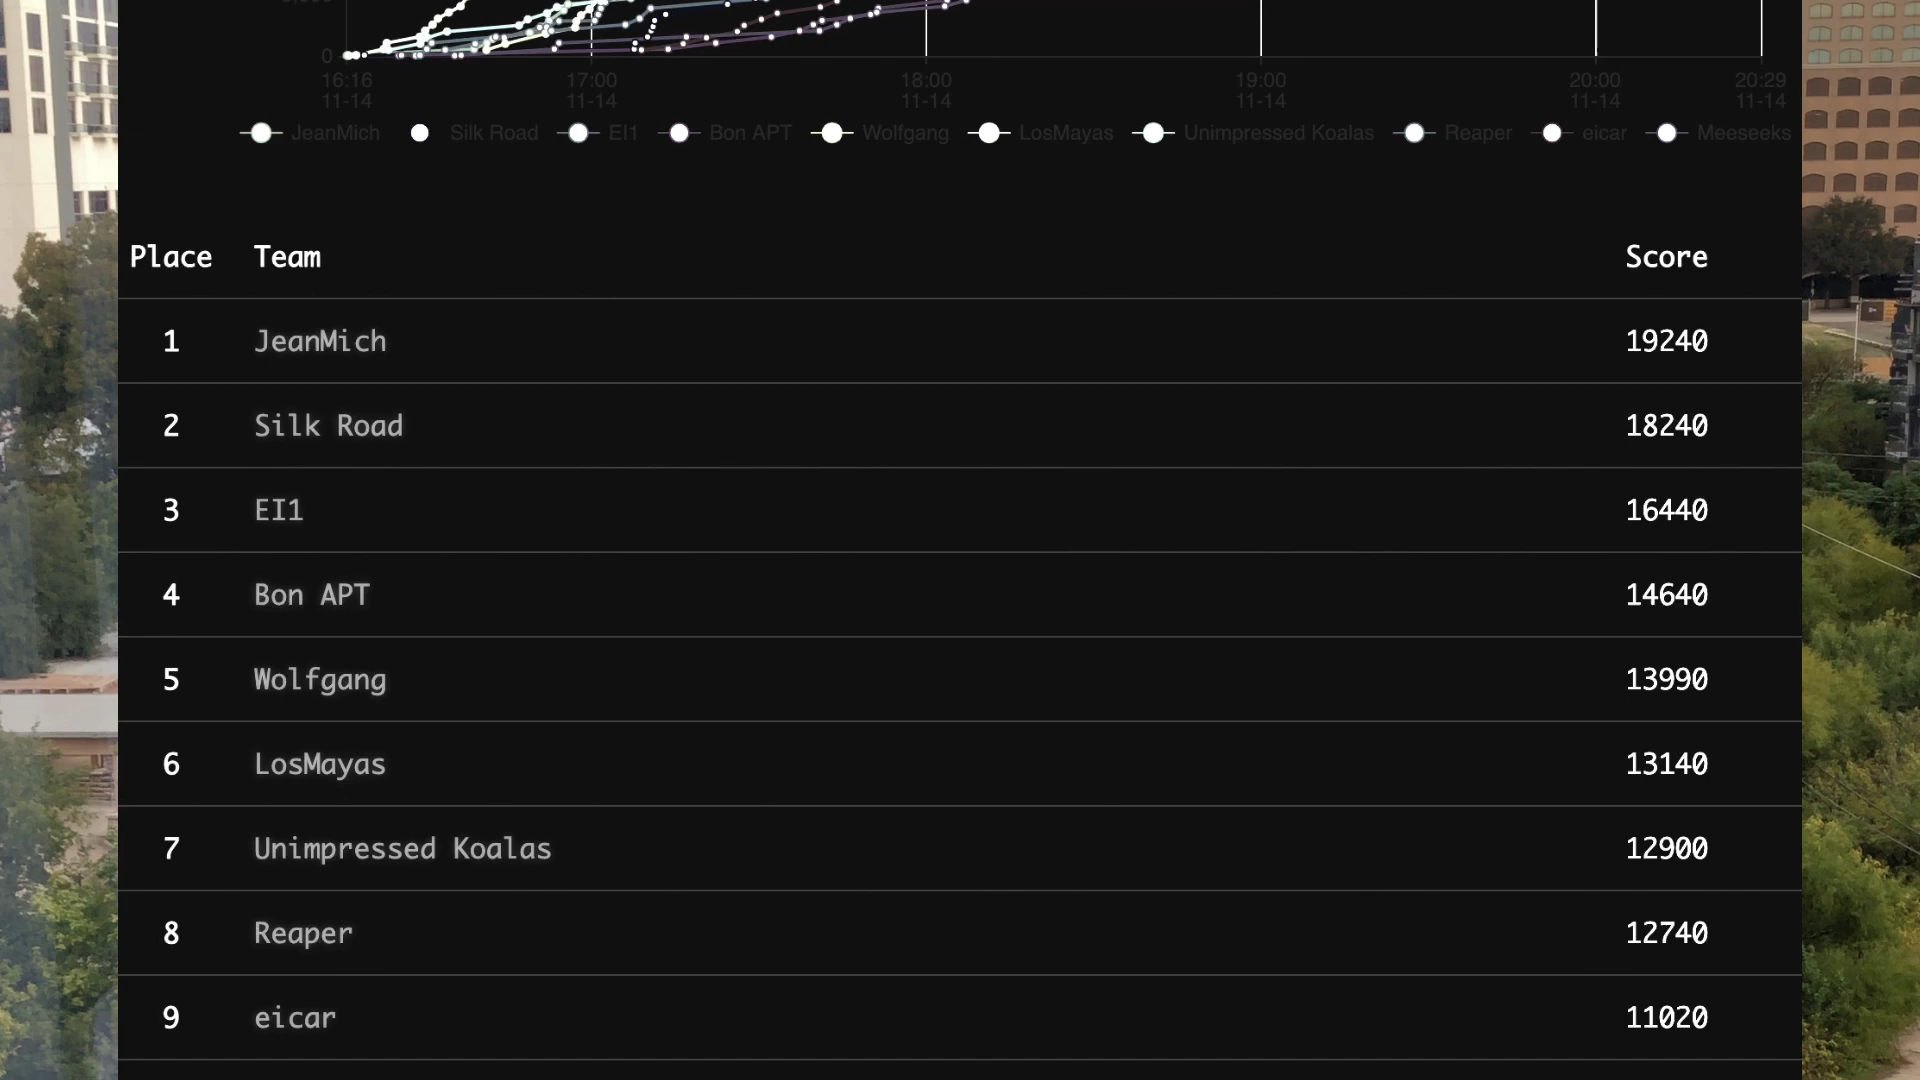 0
16:16 17:00 18:00 19:00 20:00 20:29
11-14 11-14 11-14 11-14 11-14 11-14
JeanMich Silk Road EI1 Bon APT Wolfgang LosMayas Unimpressed Koalas Reaper eicar Meeseeks
Place Team Score
1 JeanMich 19240
2 Silk Road 18240
3 EI1 16440
4 Bon APT 14640
5 Wolfgang 13990
6 LosMayas 13140
7 Unimpressed Koalas 12900
8 Reaper 12740
9 eicar 11020